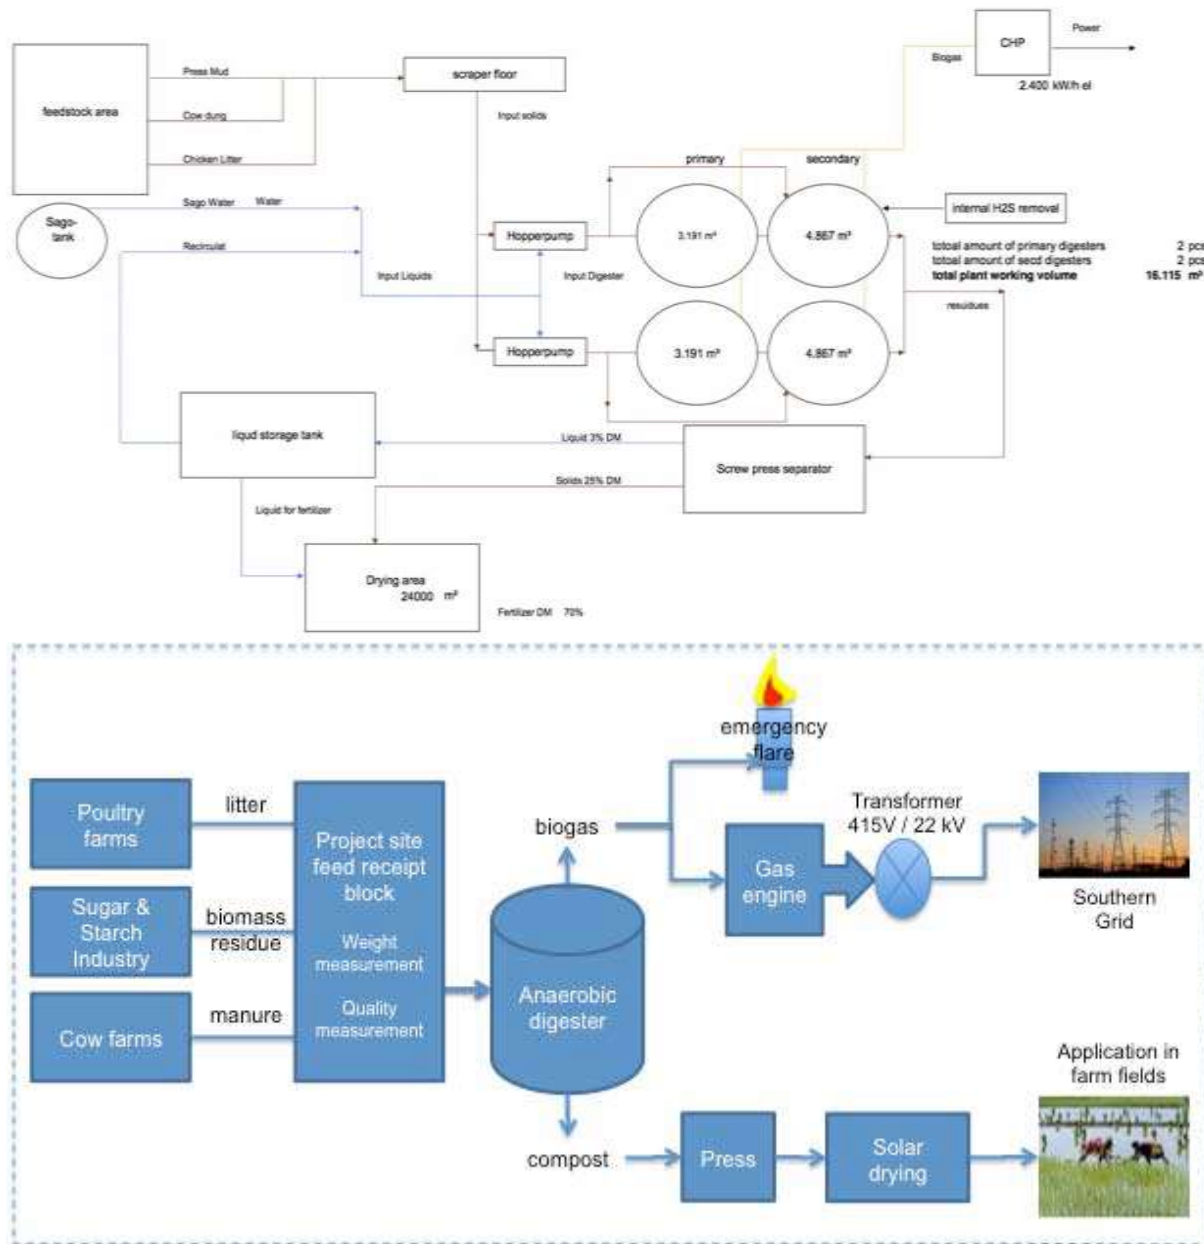 CHP
Power
Biogas
2.400 kW/h el
feedstock area
Press Mud
Cow dung
Chicken Litter
scraper floor
Input solids
primary
secondary
Sago-
tank
Sago Water
Water
Recirculat
Input Liquids
Hopperpump
Input Digester
Hopperpump
3.191 m³
4.867 m³
3.191 m³
4.867 m³
internal H2S removal
totoal amount of primary digesters 2 pcs
totoal amount of secd digesters 2 pcs
total plant working volume 16.115 m³
resuidues
liqud storage tank
Liquid 3% DM
Solids 25% DM
Screw press separator
Liquid for fertilizer
Drying area
24000 m²
Fertilizer DM 70%
emergency
flare
Poultry
farms
litter
Sugar &
Starch
Industry
biomass
residue
Cow farms
manure
Project site
feed receipt
block
Weight
measurement
Quality
measurement
biogas
Anaerobic
digester
compost
Gas
engine
Transformer
415V / 22 kV
Southern
Grid
Press
Solar
drying
Application in
farm fields